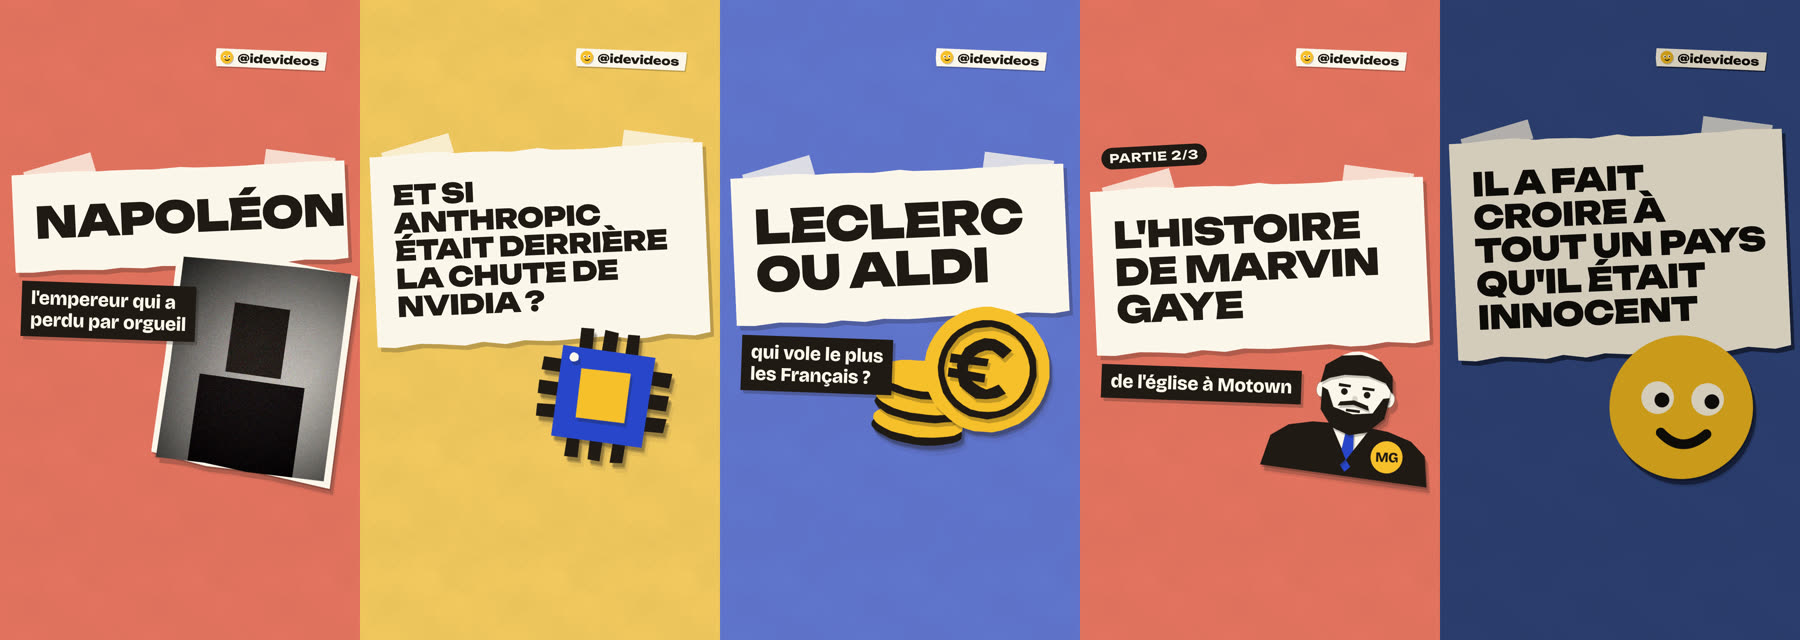 @idevideos
NAPOLÉON
l'empereur qui a
perdu par orgueil
@idevideos
ET SI
ANTHROPIC
ÉTAIT DERRIÈRE
LA CHUTE DE
NVIDIA ?
@idevideos
LECLERC
OU ALDI
qui vole le plus
les Français ?
€
@idevideos
PARTIE 2/3
L'HISTOIRE
DE MARVIN
GAYE
de l'église à Motown
MG
@idevideos
IL A FAIT
CROIRE À
TOUT UN PAYS
QU'IL ÉTAIT
INNOCENT